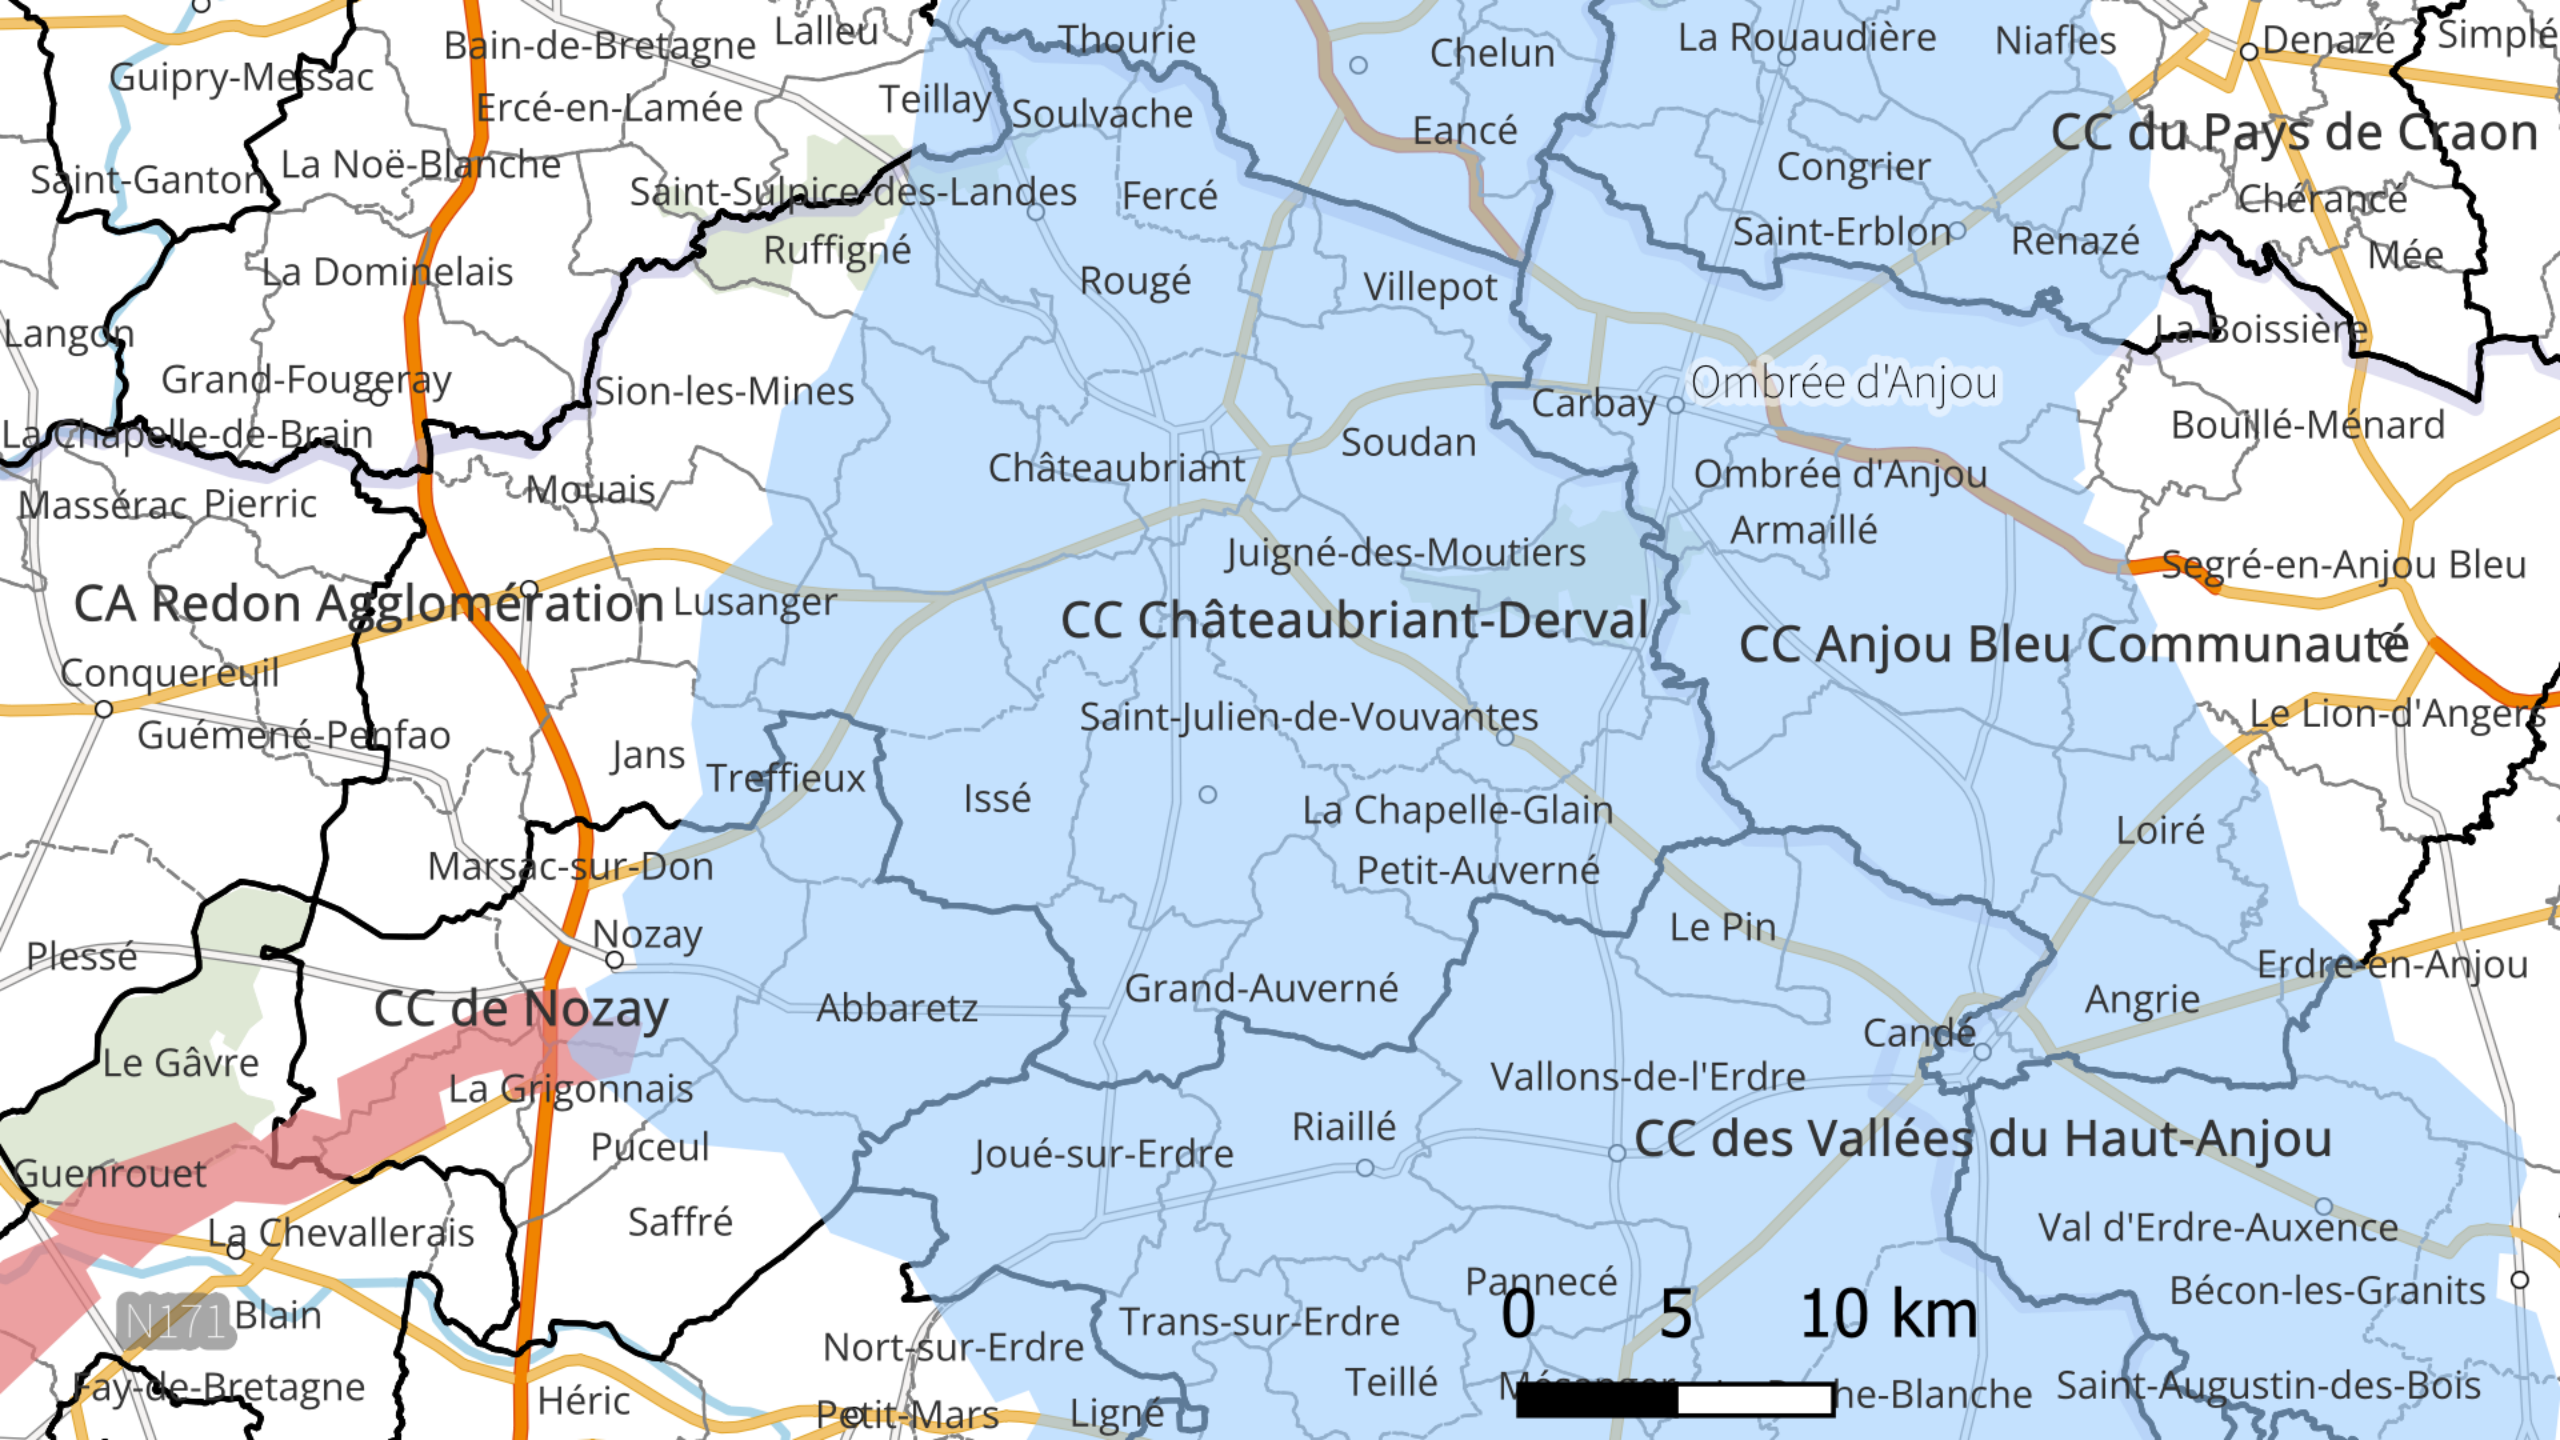 Lalleu
Thourie
La Rouaudière
Niafles
Denazé
Simplé
Bain-de-Bretagne
Chelun
Guipry-Messac
Ercé-en-Lamée
Teillay
Soulvache
Eancé
CC du Pays de Craon
Saint-Ganton
La Noë-Blanche
Saint-Sulpice-des-Landes
Fercé
Congrier
Chérancé
Ruffigné
Saint-Erblon
Renazé
Mée
La Dominelais
Rougé
Villepot
Langon
La Boissière
Grand-Fougeray
Sion-les-Mines
Carbay
Ombrée d'Anjou
La Chapelle-de-Brain
Soudan
Bouillé-Ménard
Châteaubriant
Ombrée d'Anjou
Massérac
Pierric
Mouais
Armaillé
Juigné-des-Moutiers
Segré-en-Anjou Bleu
CA Redon Agglomération
Lusanger
CC Châteaubriant-Derval
CC Anjou Bleu Communauté
Conquereuil
Guémené-Penfao
Saint-Julien-de-Vouvantes
Le Lion-d'Angers
Jans
Treffieux
Issé
La Chapelle-Glain
Loiré
Marsac-sur-Don
Petit-Auverné
Nozay
Le Pin
Plessé
Erdre-en-Anjou
CC de Nozay
Abbaretz
Grand-Auverné
Angrie
Candé
Le Gâvre
La Grigonnais
Vallons-de-l'Erdre
Puceul
Joué-sur-Erdre
Riaillé
CC des Vallées du Haut-Anjou
Guenrouet
La Chevallerais
Saffré
Val d'Erdre-Auxence
Pannecé
Bécon-les-Granits
N171
Blain
Trans-sur-Erdre
0 5 10 km
Nort-sur-Erdre
Teillé
Fay-de-Bretagne
Héric
Petit-Mars
Ligné
he-Blanche
Saint-Augustin-des-Bois